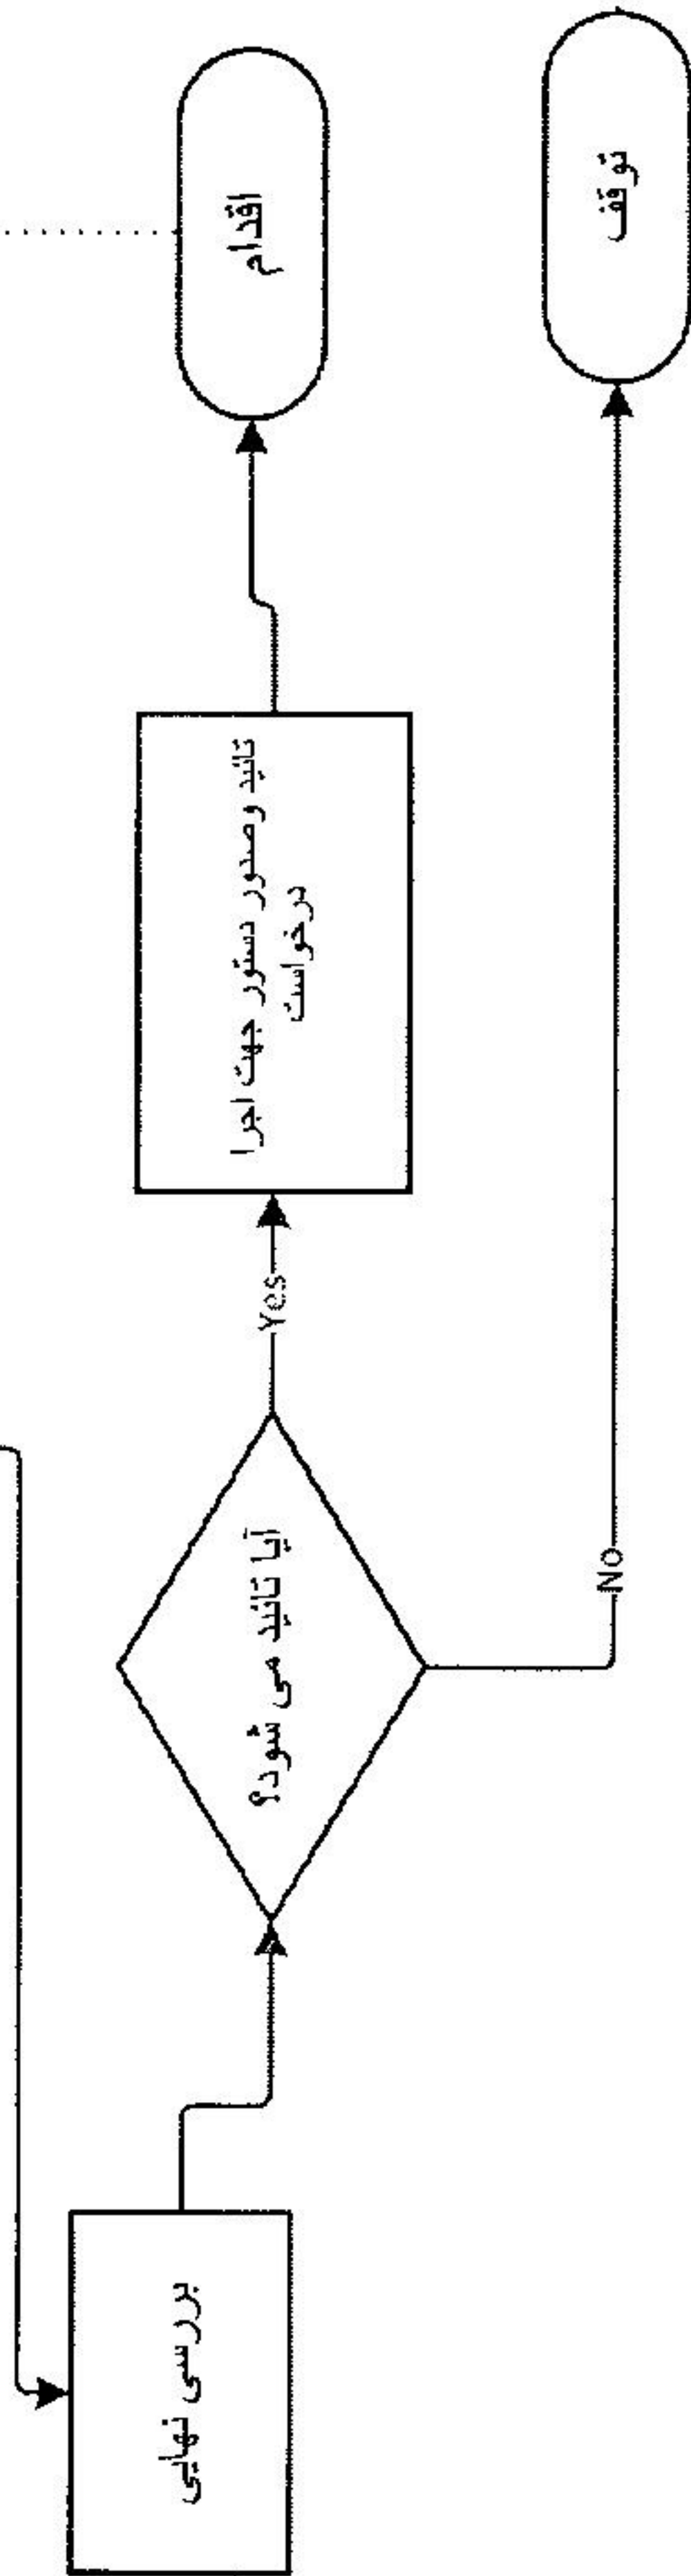 بررسی نهایی
آیا تائید می شود؟
Yes
No
تائید وصدور دستور جهت اجرا
درخواست
اقدام
توقف